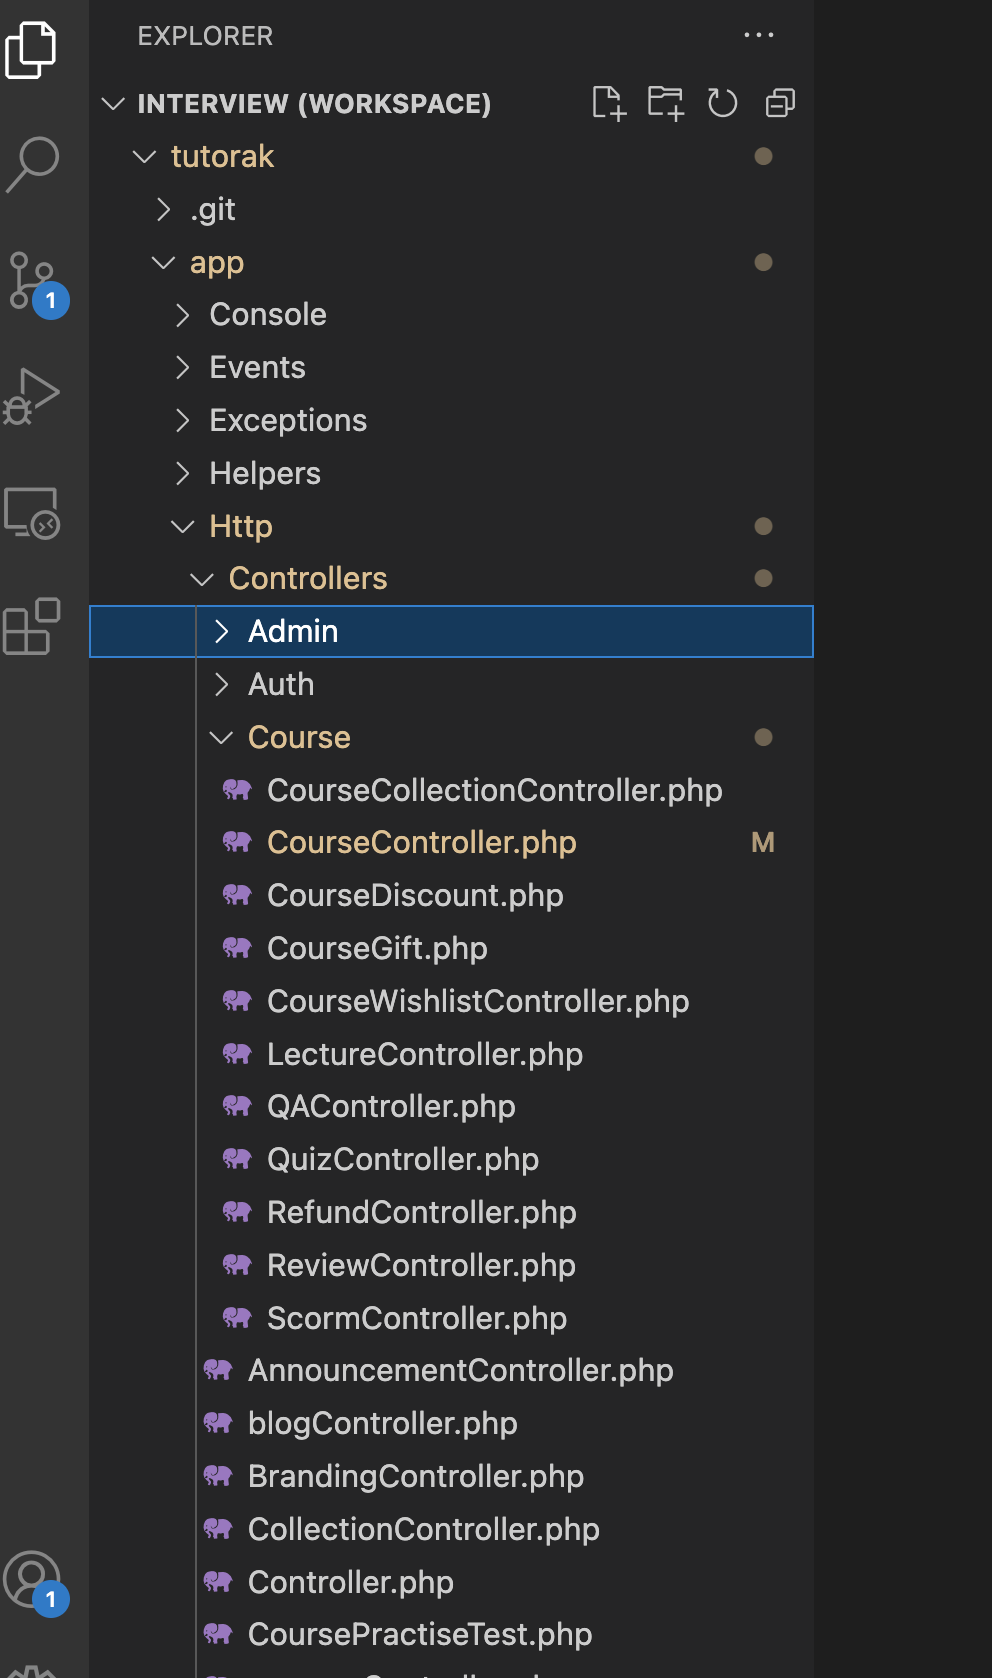 EXPLORER
INTERVIEW (WORKSPACE)
tutorak
.git
app
Console
1
Events
Exceptions
Helpers
Http
Controllers
Admin
Auth
Course
CourseCollectionController.php
CourseController.php M
CourseDiscount.php
CourseGift.php
CourseWishlistController.php
LectureController.php
QAController.php
QuizController.php
RefundController.php
ReviewController.php
ScormController.php
AnnouncementController.php
blogController.php
BrandingController.php
CollectionController.php
Controller.php
1
CoursePractiseTest.php